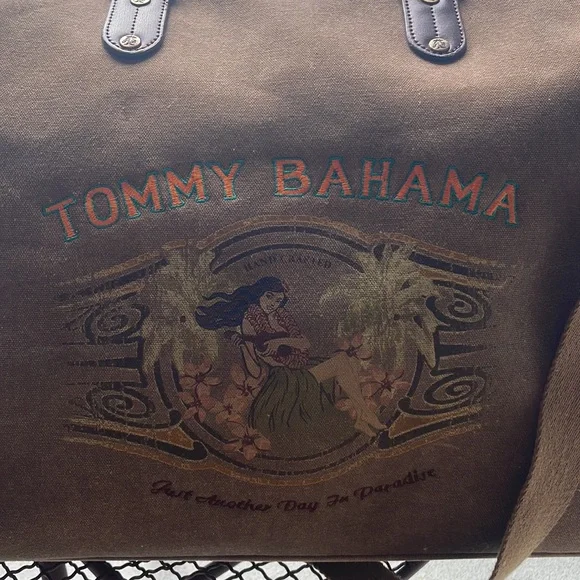 TOMMY BAHAMA
HAND CRAFTED
Just Another Day In Paradise